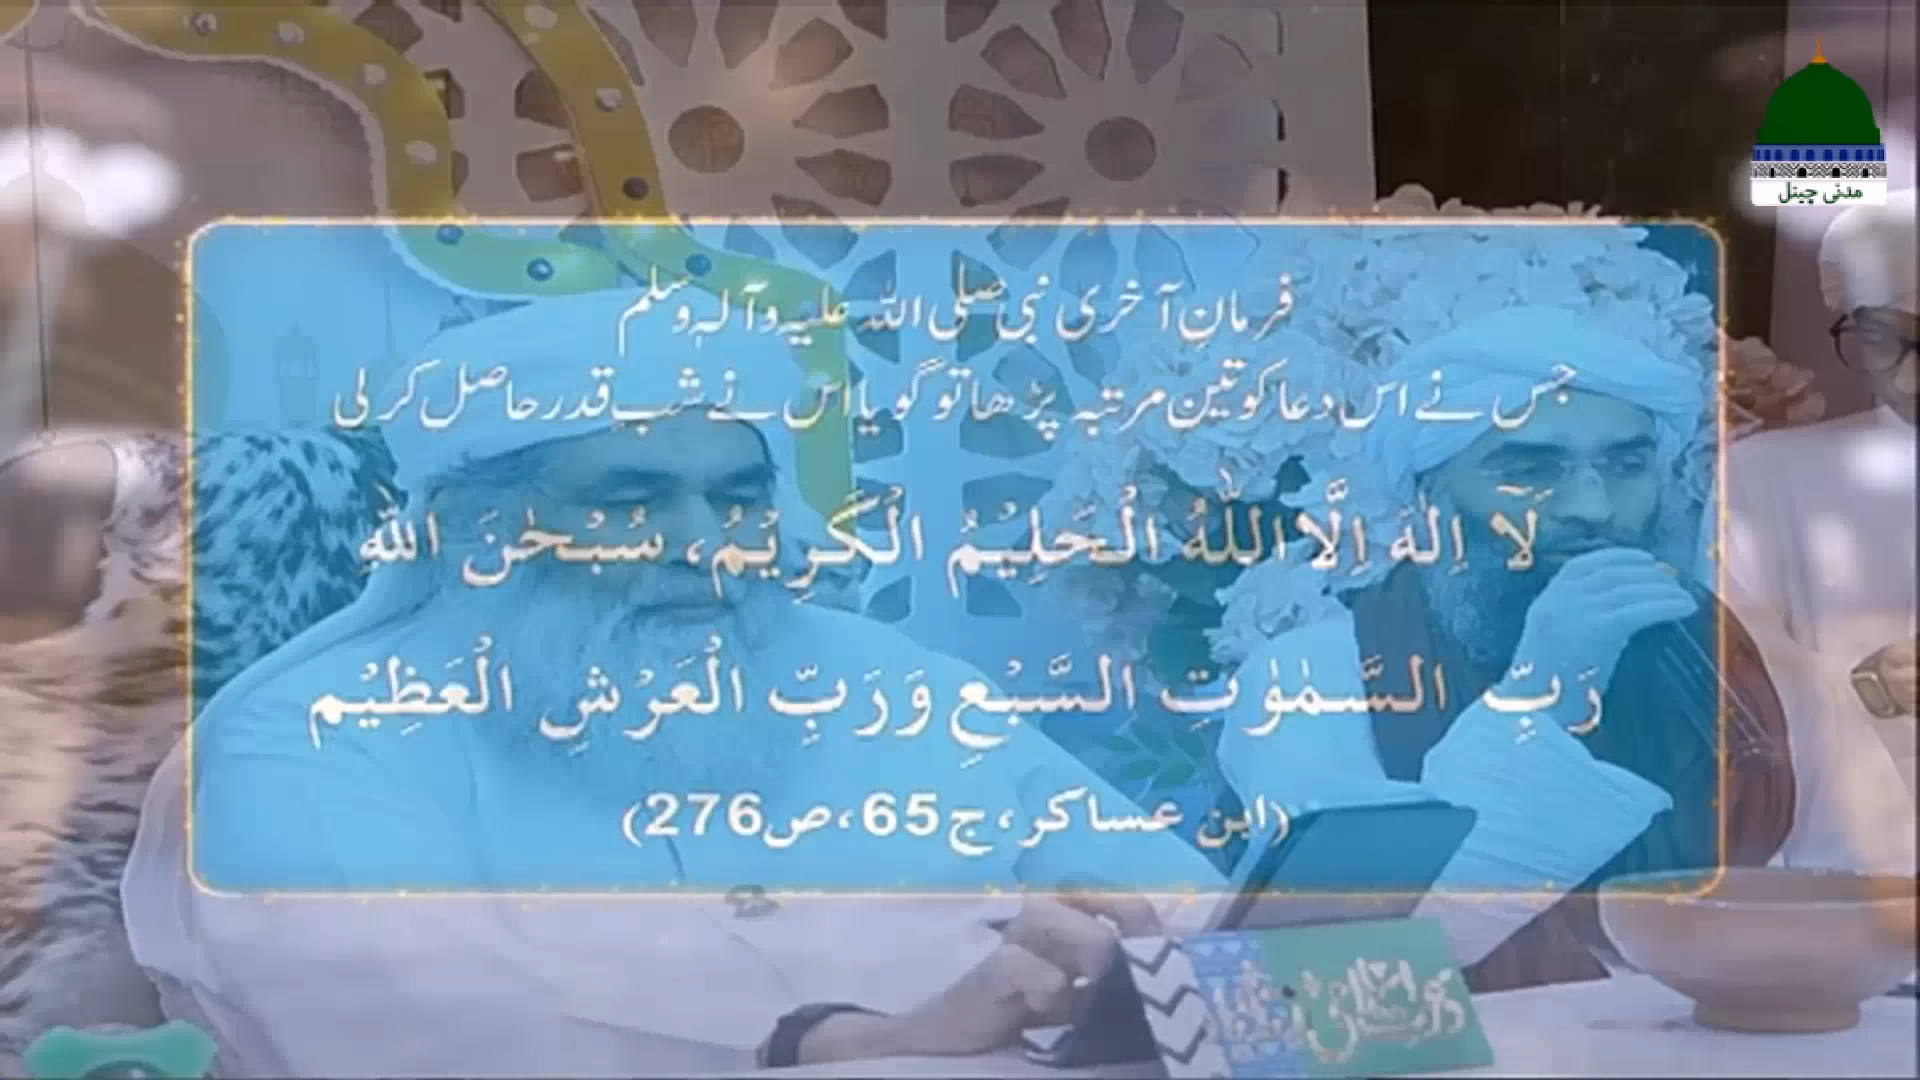 مدنی چینل
فرمانِ آخری نبی صلی اللہ علیہ وآلہ وسلم
جس نے اس دعا کو تین مرتبہ پڑھا تو گویا اس نے شبِ قدر حاصل کر لی
لَآ اِلٰهَ اِلَّا اللّٰهُ الْحَلِيْمُ الْكَرِيْمُ، سُبْحٰنَ اللّٰهِ
رَبِّ السَّمٰوٰتِ السَّبْعِ وَرَبِّ الْعَرْشِ الْعَظِيْم
(ابن عساکر، ج65، ص276)